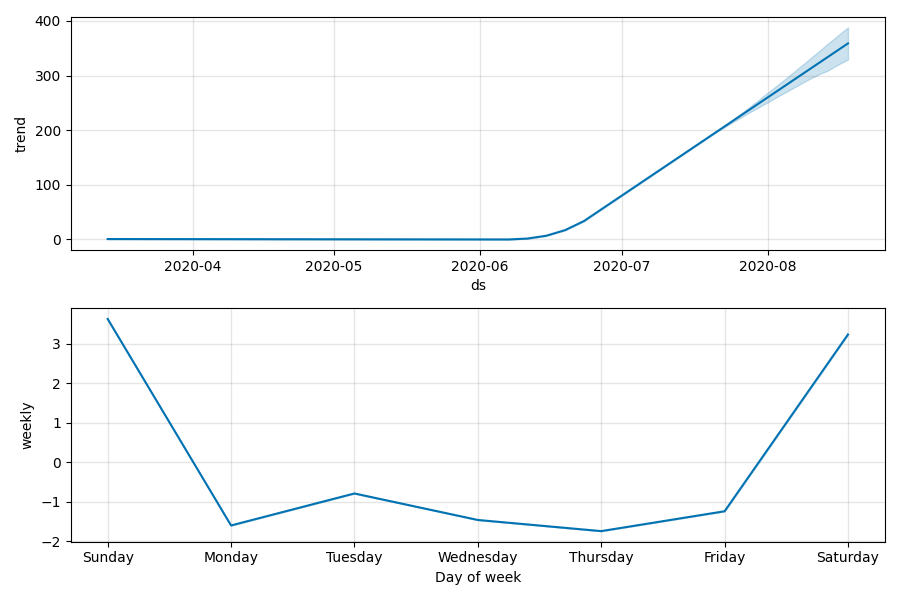 400
300
200
100
0
trend
2020-04 2020-05 2020-06 2020-07 2020-08
ds
3
2
1
0
−1
−2
weekly
Sunday Monday Tuesday Wednesday Thursday Friday Saturday
Day of week